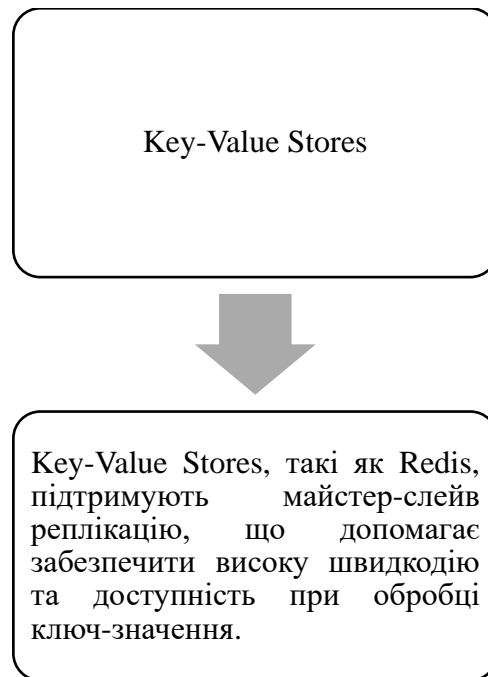 Key-Value Stores
Key-Value Stores, такі як Redis,
підтримують майстер-слейв
реплікацію, що допомагає
забезпечити високу швидкодію
та доступність при обробці
ключ-значення.